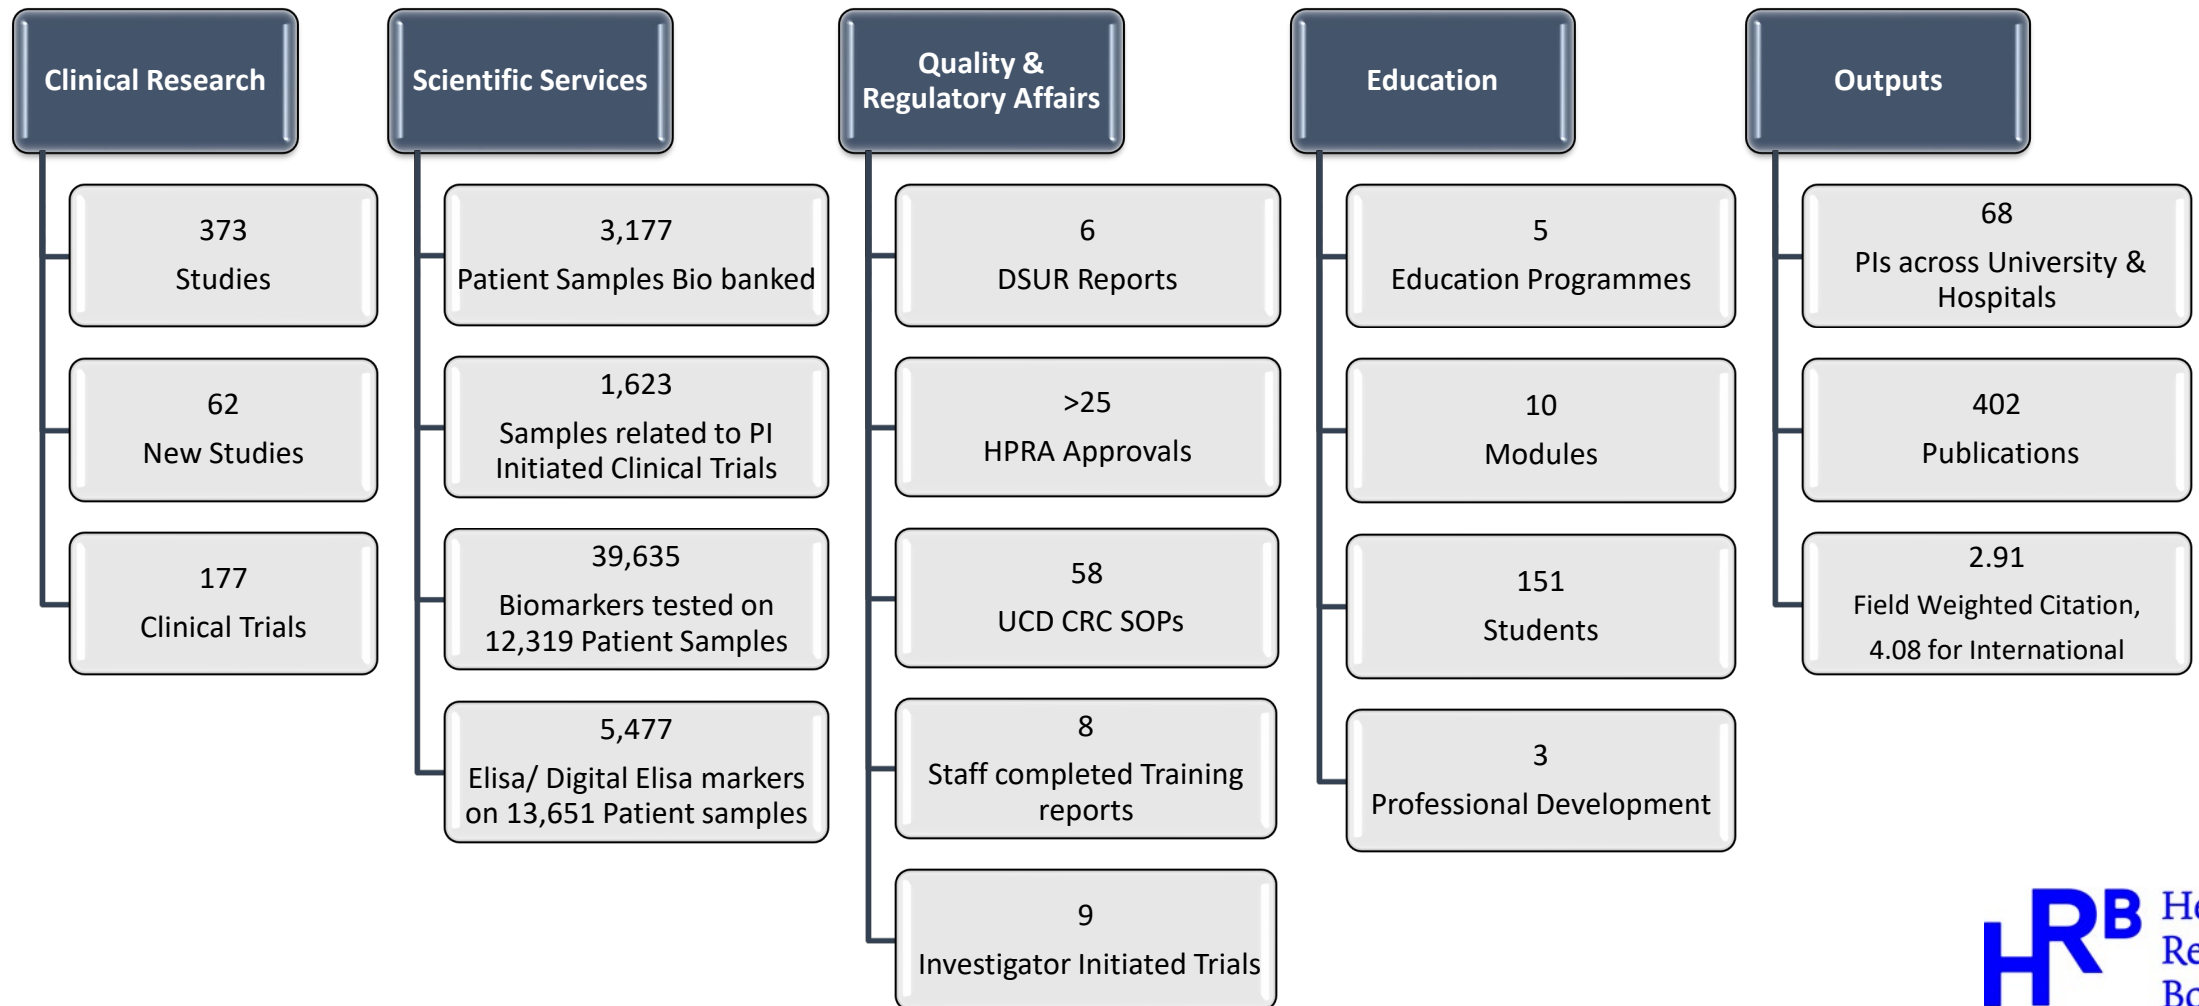 Clinical Research
373
Studies
62
New Studies
177
Clinical Trials
Scientific Services
3,177
Patient Samples Bio banked
1,623
Samples related to PI
Initiated Clinical Trials
39,635
Biomarkers tested on
12,319 Patient Samples
5,477
Elisa/ Digital Elisa markers
on 13,651 Patient samples
Quality &
Regulatory Affairs
6
DSUR Reports
>25
HPRA Approvals
58
UCD CRC SOPs
8
Staff completed Training
reports
9
Investigator Initiated Trials
Education
5
Education Programmes
10
Modules
151
Students
3
Professional Development
Outputs
68
PIs across University &
Hospitals
402
Publications
2.91
Field Weighted Citation,
4.08 for International
HRB